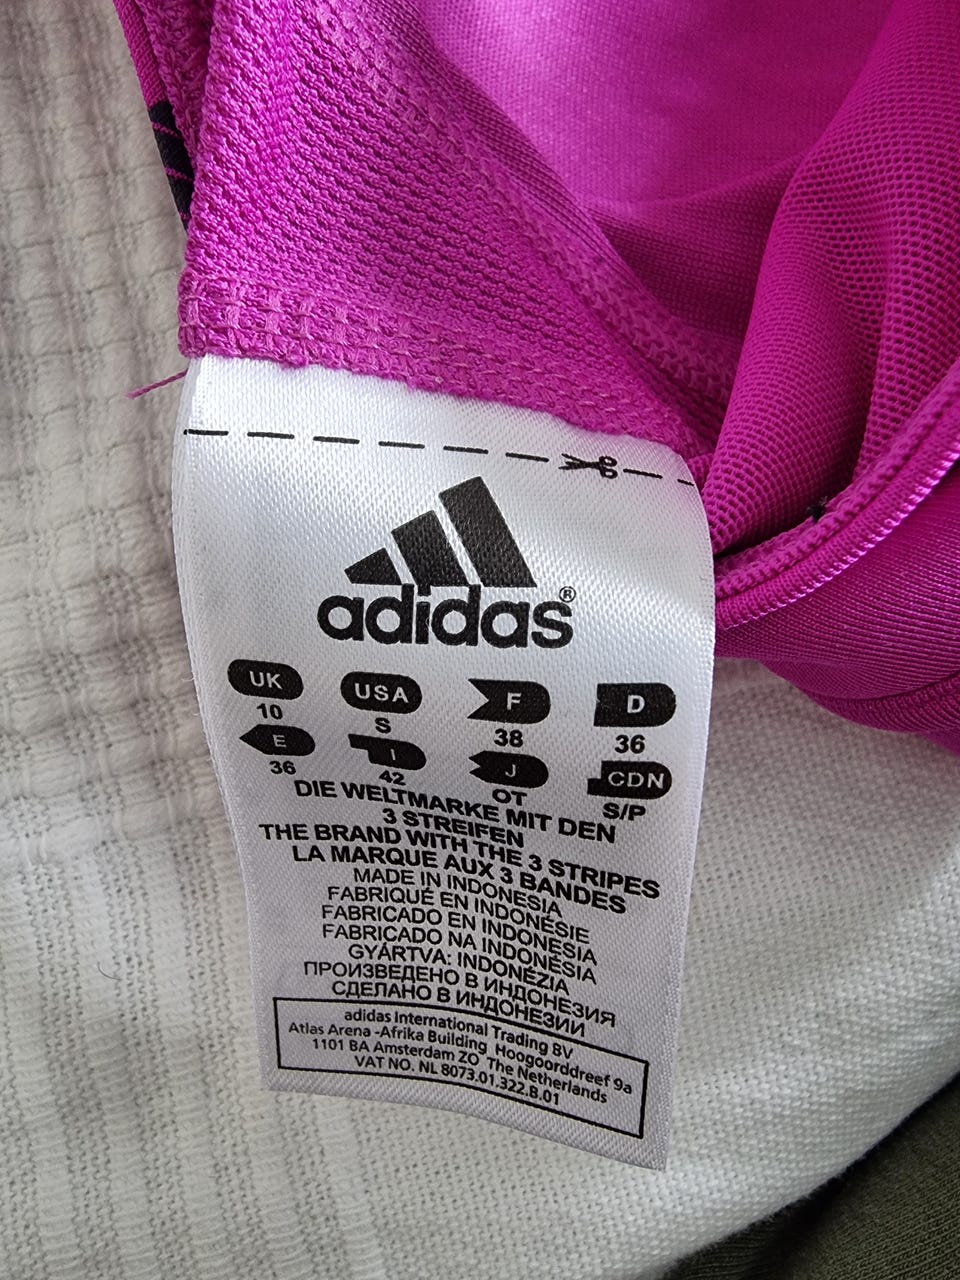 adidas®
UK USA F D
10 S 38 36
E I J CDN
36 42 OT S/P
DIE WELTMARKE MIT DEN
3 STREIFEN
THE BRAND WITH THE 3 STRIPES
LA MARQUE AUX 3 BANDES
MADE IN INDONESIA
FABRIQUÉ EN INDONÉSIE
FABRICADO EN INDONESIA
FABRICADO NA INDONÉSIA
GYÁRTVA: INDONÉZIA
ПРОИЗВЕДЕНО В ИНДОНЕЗИЯ
СДЕЛАНО В ИНДОНЕЗИИ
adidas International Trading BV
Atlas Arena -Afrika Building Hoogoorddreef 9a
1101 BA Amsterdam ZO The Netherlands
VAT NO. NL 8073.01.322.B.01